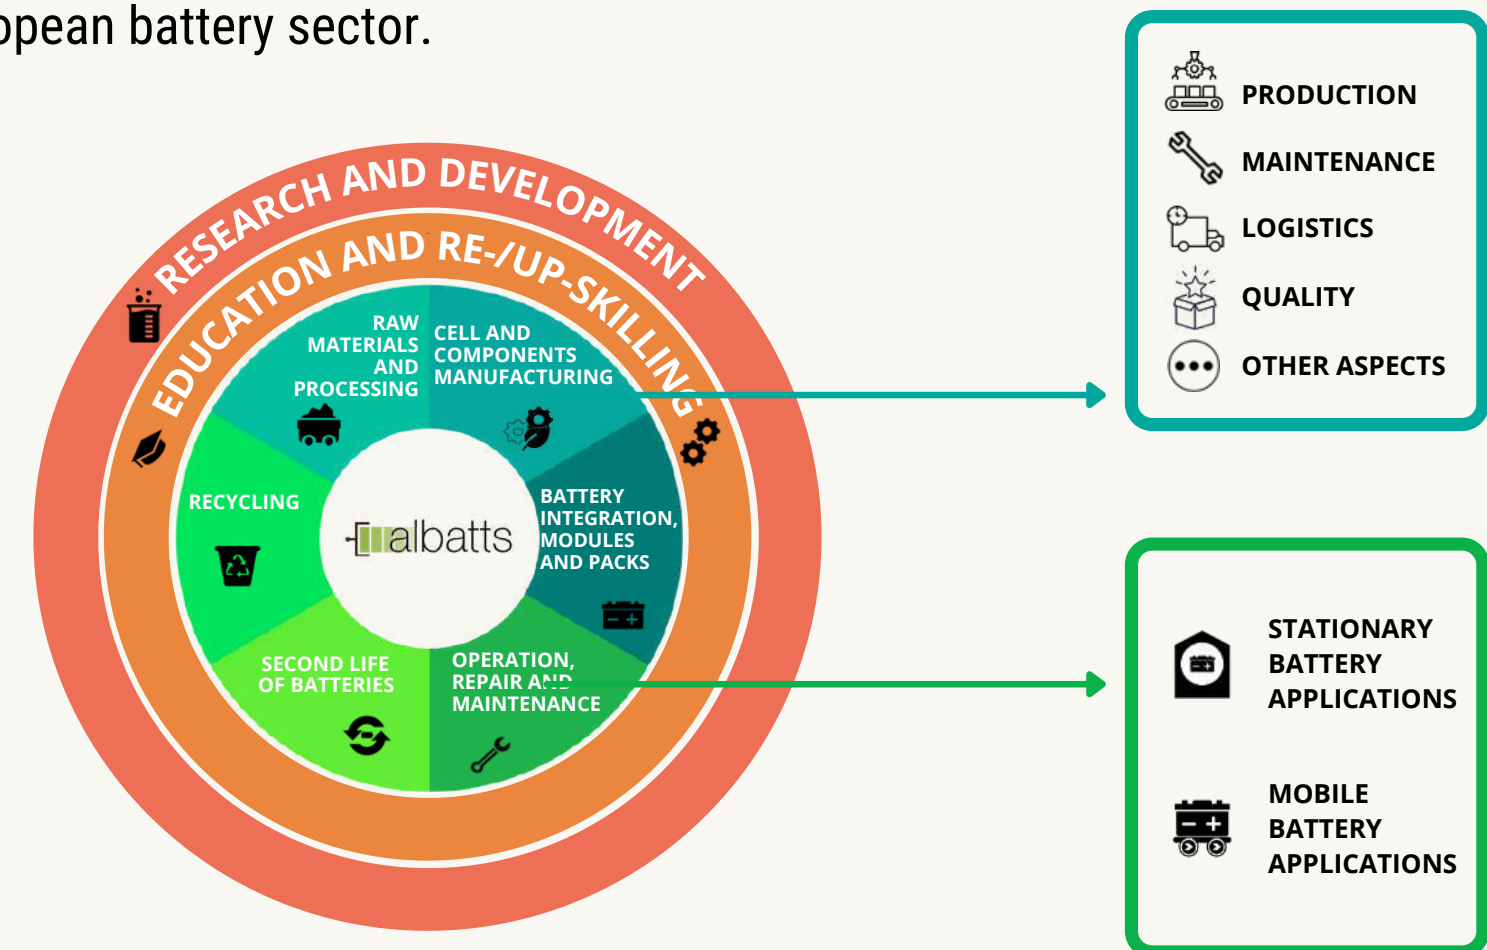 opean battery sector.
RESEARCH AND DEVELOPMENT
EDUCATION AND RE-/UP-SKILLING
RAW
MATERIALS
AND
PROCESSING
CELL AND
COMPONENTS
MANUFACTURING
BATTERY
INTEGRATION,
MODULES
AND PACKS
OPERATION,
REPAIR AND
MAINTENANCE
SECOND LIFE
OF BATTERIES
RECYCLING
albatts
PRODUCTION
MAINTENANCE
LOGISTICS
QUALITY
OTHER ASPECTS
STATIONARY
BATTERY
APPLICATIONS
MOBILE
BATTERY
APPLICATIONS